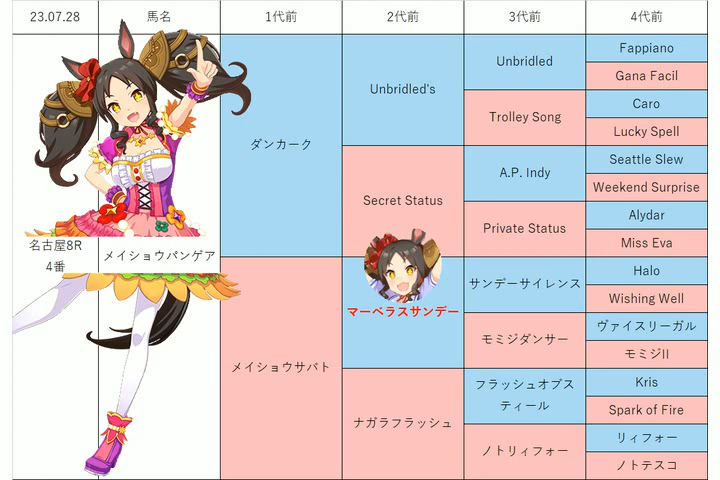 23.07.28
馬名
1代前
2代前
3代前
4代前
名古屋8R
4番
メイショウパンゲア
ダンカーク
メイショウサバト
Unbridled's
Secret Status
マーベラスサンデー
ナガラフラッシュ
Unbridled
Trolley Song
A.P. Indy
Private Status
サンデーサイレンス
モミジダンサー
フラッシュオブス
ティール
ノトリィフォー
Fappiano
Gana Facil
Caro
Lucky Spell
Seattle Slew
Weekend Surprise
Alydar
Miss Eva
Halo
Wishing Well
ヴァイスリーガル
モミジII
Kris
Spark of Fire
リィフォー
ノトテスコ